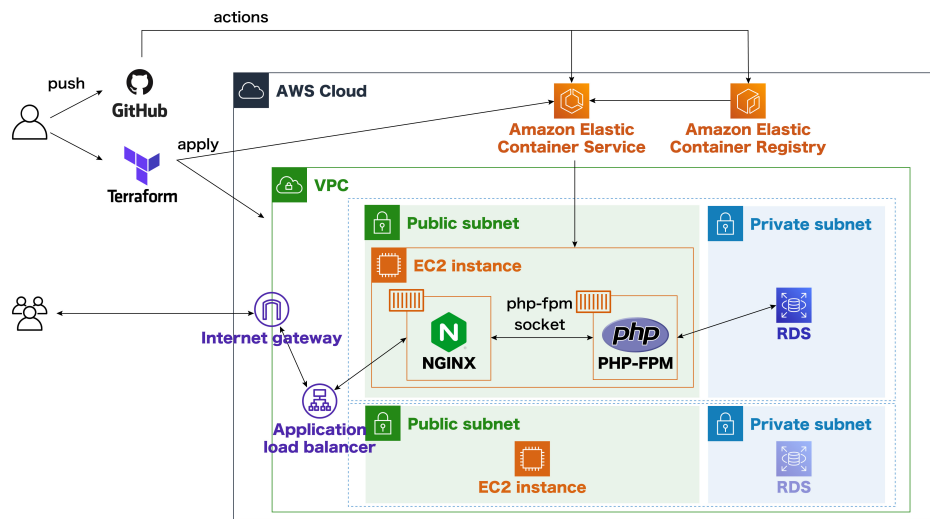 actions
push
GitHub
AWS Cloud
Amazon Elastic
Container Service
Amazon Elastic
Container Registry
apply
Terraform
VPC
Public subnet
Private subnet
EC2 instance
php-fpm
socket
NGINX
php
PHP-FPM
RDS
Internet gateway
Application
load balancer
Public subnet
Private subnet
EC2 instance
RDS